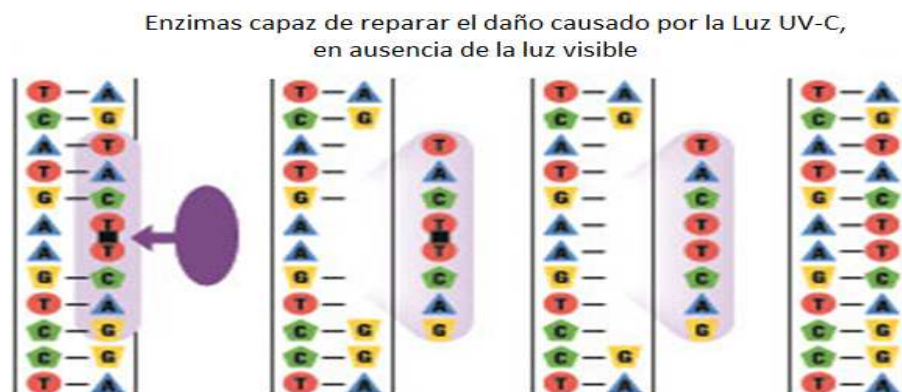 Enzimas capaz de reparar el daño causado por la Luz UV-C,
en ausencia de la luz visible
T A T A T A T A
C G C G C G C G
A T A T A T A T
T A T A T A T A
G C G C G C G C
A T A T A T A T
A T A T A T A T
G C G C G C G C
T A T A T A T A
C G C G G C G C G
C G C G C G C G
T A T A T A T A